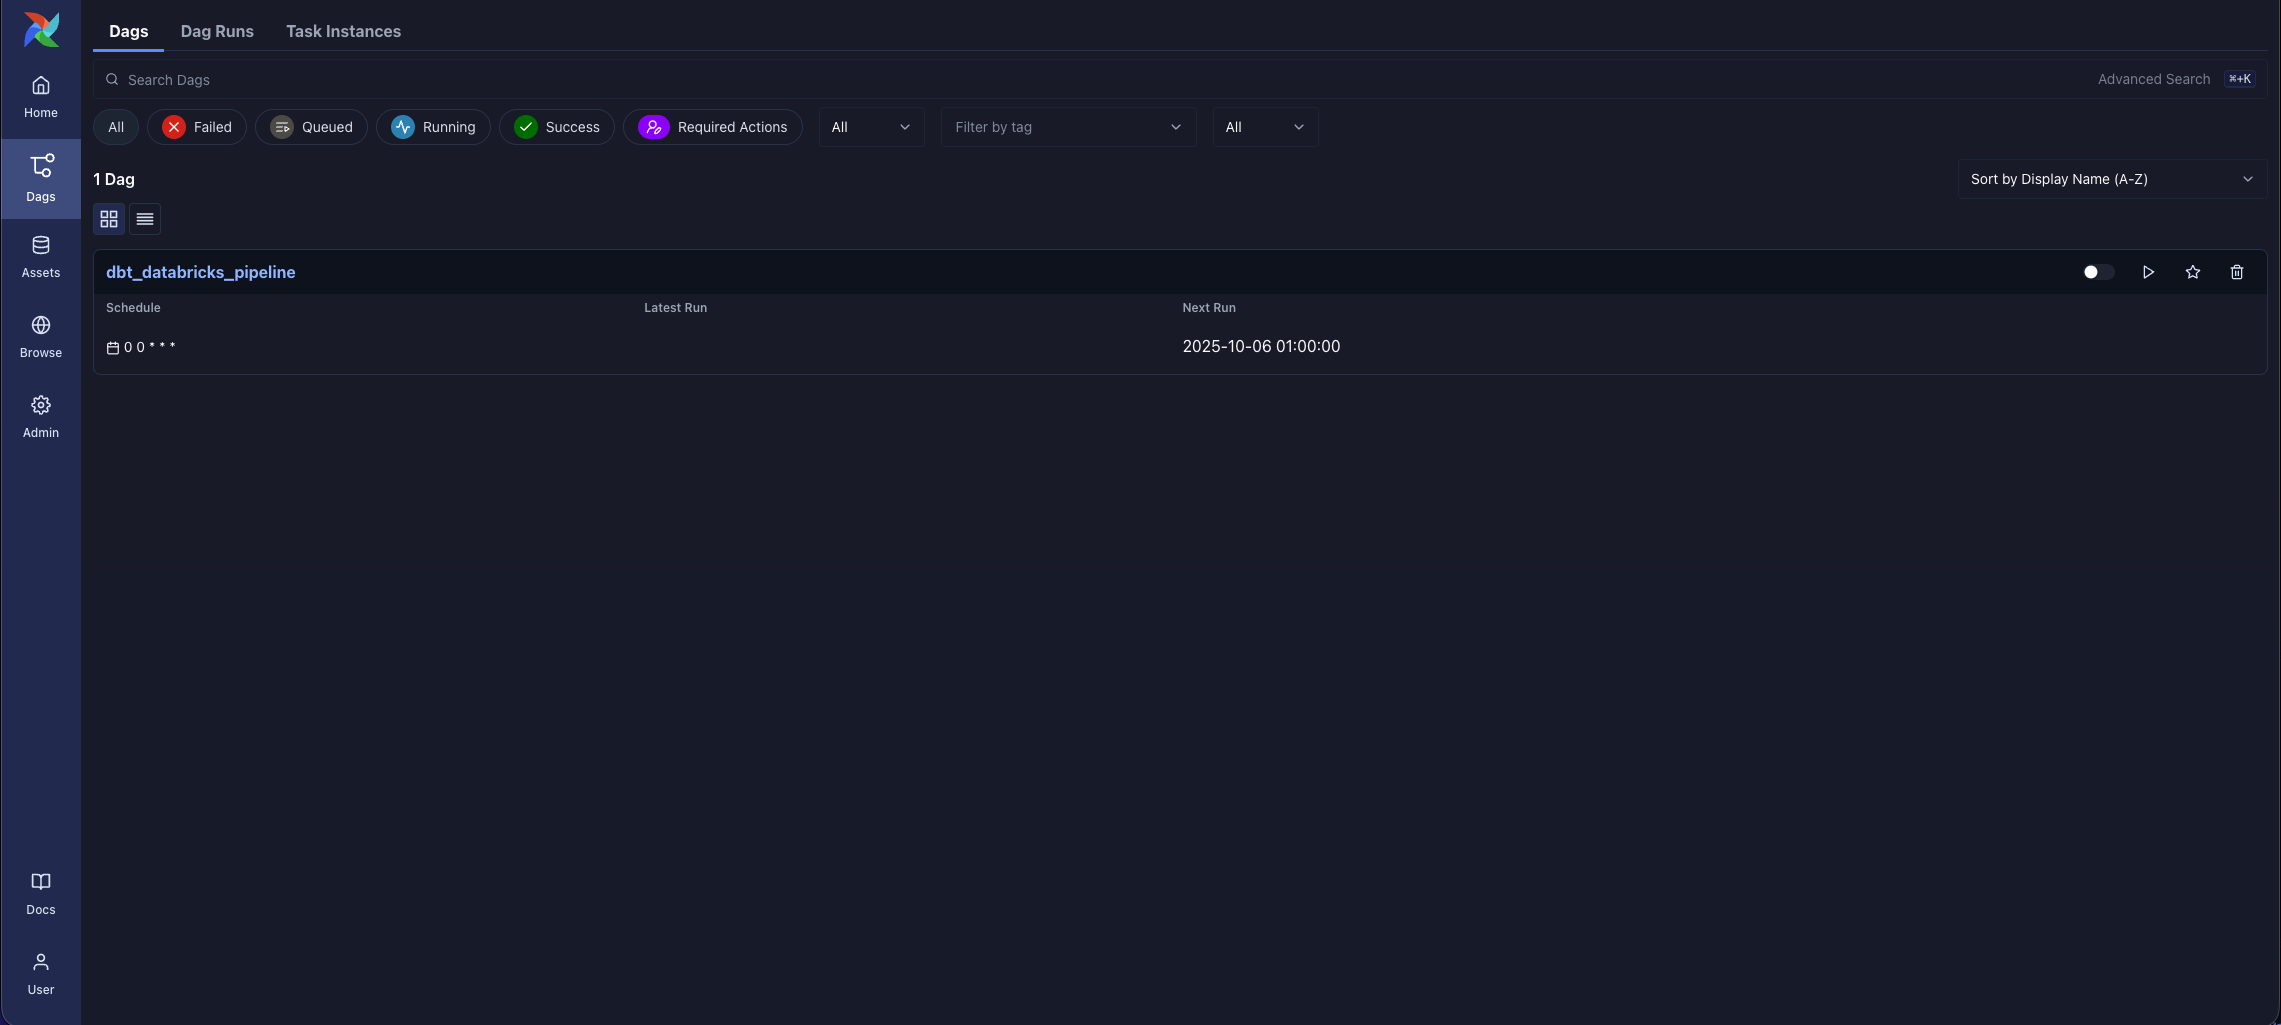 Dags Dag Runs Task Instances
Search Dags Advanced Search ⌘+K
All Failed Queued Running Success Required Actions All Filter by tag All
1 Dag Sort by Display Name (A-Z)
dbt_databricks_pipeline
Schedule Latest Run Next Run
0 0 * * * 2025-10-06 01:00:00
Home
Dags
Assets
Browse
Admin
Docs
User